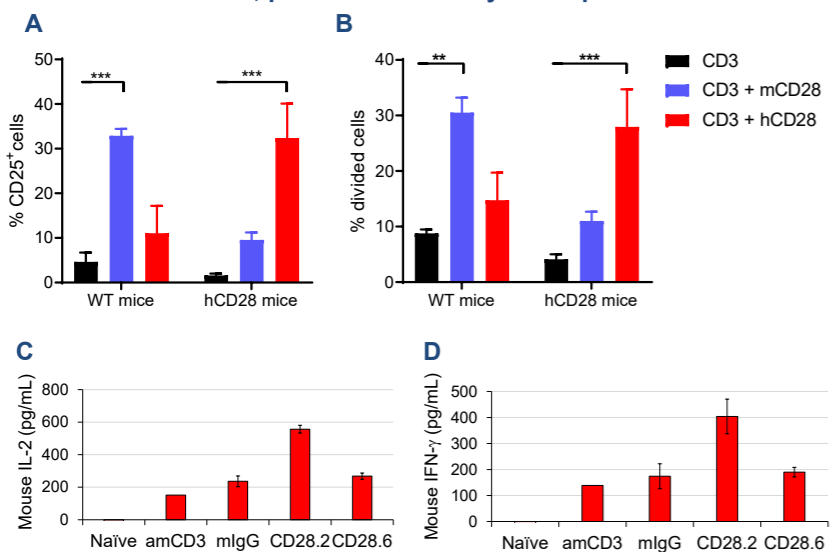 A
B
% CD25+ cells
50
40
30
20
10
0
***
***
WT mice
hCD28 mice
% divided cells
40
30
20
10
0
**
***
WT mice
hCD28 mice
CD3
CD3 + mCD28
CD3 + hCD28
C
D
Mouse IL-2 (pg/mL)
800
600
400
200
0
Naïve amCD3 mIgG CD28.2 CD28.6
Mouse IFN-γ (pg/mL)
500
400
300
200
100
0
Naïve amCD3 mIgG CD28.2 CD28.6